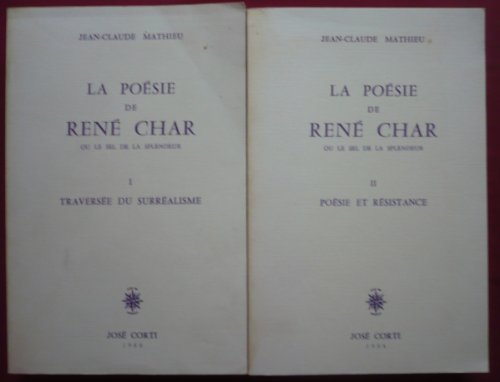 JEAN-CLAUDE MATHIEU
LA POÉSIE
DE
RENÉ CHAR
OU LE SEL DE LA SPLENDEUR
I
TRAVERSÉE DU SURRÉALISME
JOSÉ CORTI
JEAN-CLAUDE MATHIEU
LA POÉSIE
DE
RENÉ CHAR
OU LE SEL DE LA SPLENDEUR
II
POÉSIE ET RÉSISTANCE
JOSÉ CORTI